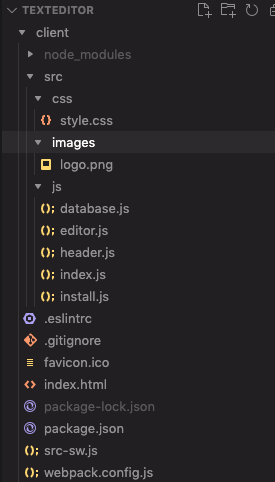 TEXTEDITOR
client
node_modules
src
css
style.css
images
logo.png
js
database.js
editor.js
header.js
index.js
install.js
.eslintrc
.gitignore
favicon.ico
index.html
package-lock.json
package.json
src-sw.js
webpack.config.js